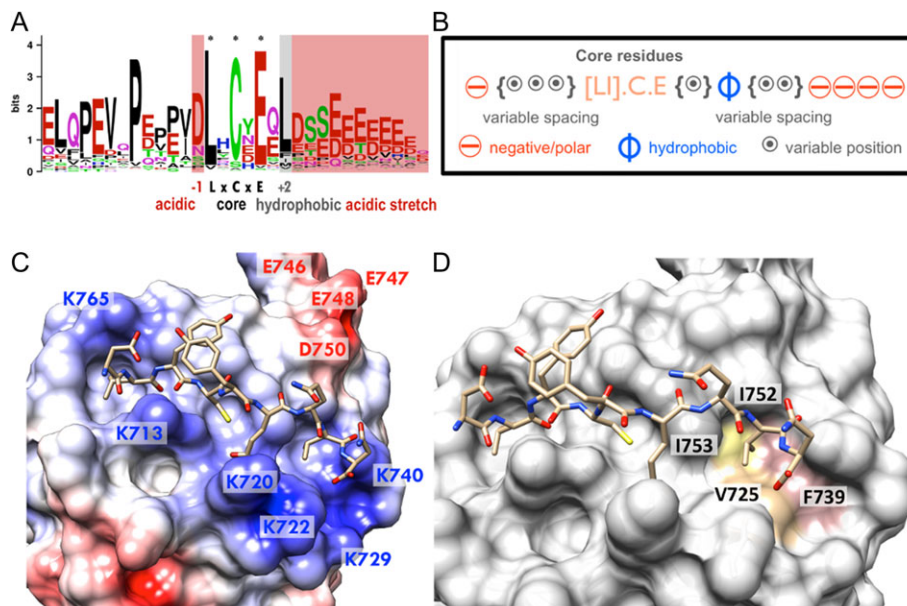 A
4
3
2
1
0
bits
* * *
ELQPEVPEPPVIDLHCYEQLDSSEEEEEE
-1 L x C x E +2
acidic core hydrophobic acidic stretch
B
Core residues
{ } [LI].C.E { } Φ { }
variable spacing variable spacing
negative/polar Φ hydrophobic variable position
C
E746 E747
K765 E748
D750
K713
K720 K740
K722
K729
D
I752
I753
V725 F739